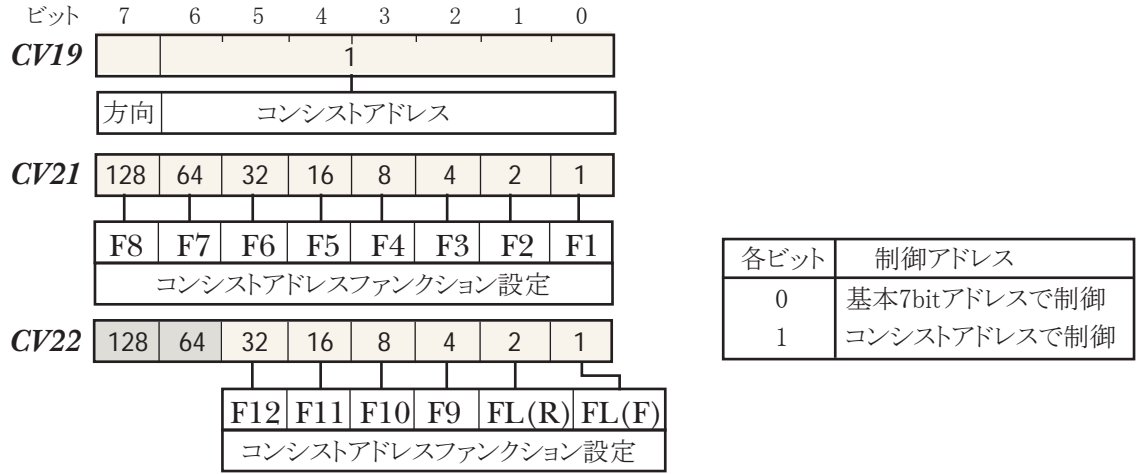 ビット 7 6 5 4 3 2 1 0
CV19 1
方向 コンシストアドレス
CV21 128 64 32 16 8 4 2 1
F8 F7 F6 F5 F4 F3 F2 F1
コンシストアドレスファンクション設定
CV22 128 64 32 16 8 4 2 1
F12 F11 F10 F9 FL(R) FL(F)
コンシストアドレスファンクション設定
各ビット 制御アドレス
0 基本7bitアドレスで制御
1 コンシストアドレスで制御